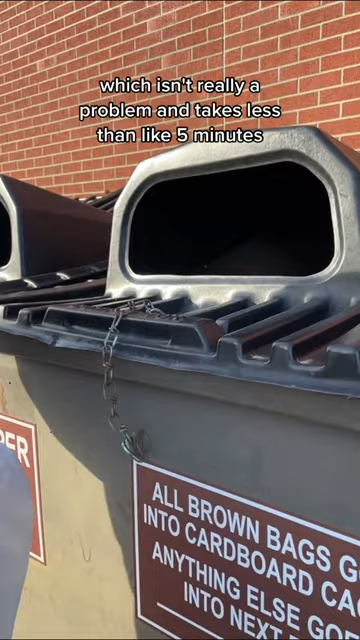 which isn't really a
problem and takes less
than like 5 minutes
ALL BROWN BAGS
INTO CARDBOARD
ANYTHING ELSE
INTO NEXT